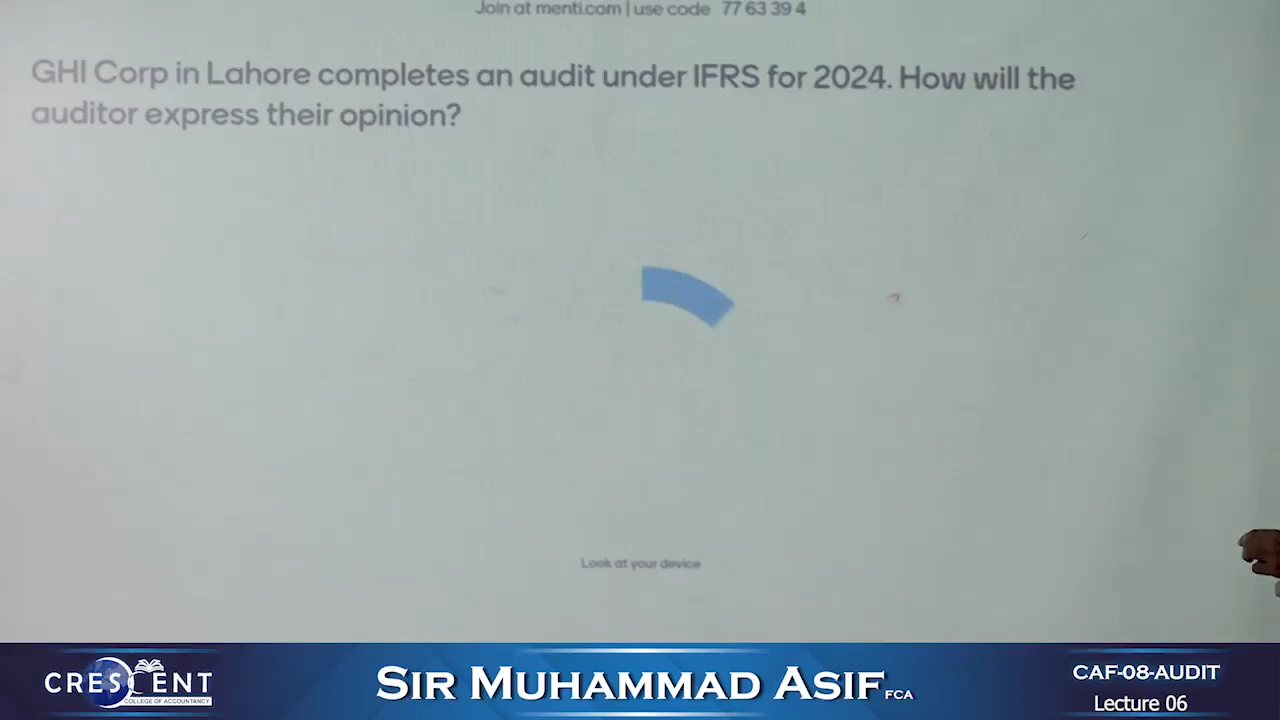 Join at menti.com | use code 77 63 39 4
GHI Corp in Lahore completes an audit under IFRS for 2024. How will the
auditor express their opinion?
Look at your device
CRESCENT
COLLEGE OF ACCOUNTANCY
SIR MUHAMMAD ASIF FCA
CAF-08-AUDIT
Lecture 06